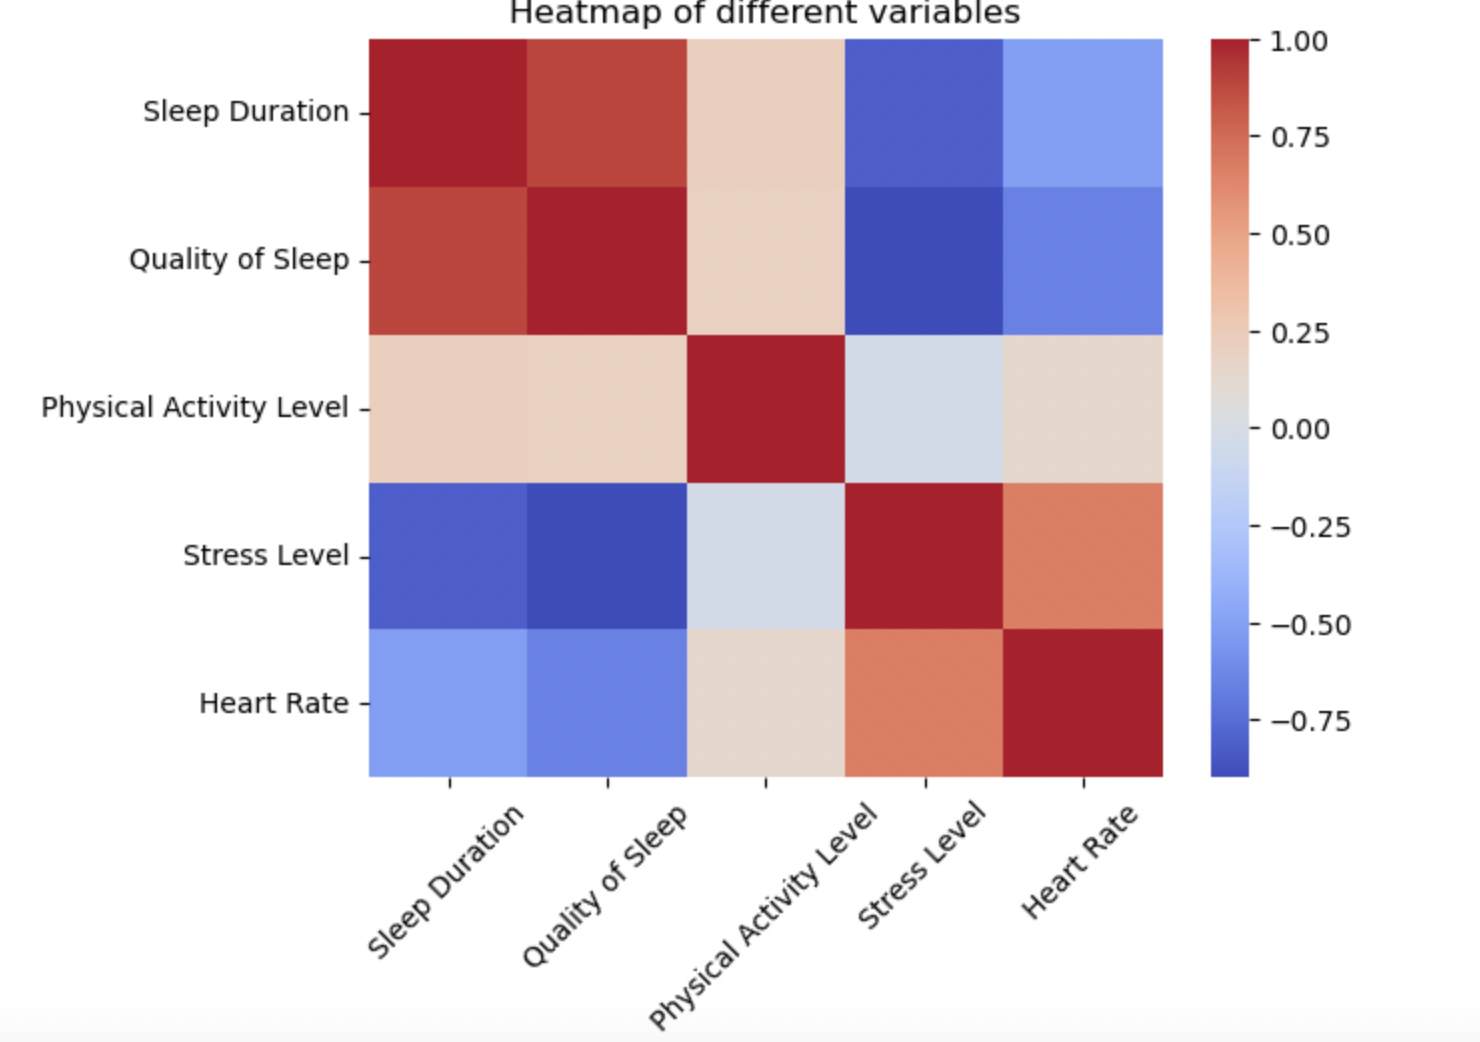 Heatmap of different variables
Sleep Duration
Quality of Sleep
Physical Activity Level
Stress Level
Heart Rate
Sleep Duration
Quality of Sleep
Physical Activity Level
Stress Level
Heart Rate
1.00
0.75
0.50
0.25
0.00
−0.25
−0.50
−0.75